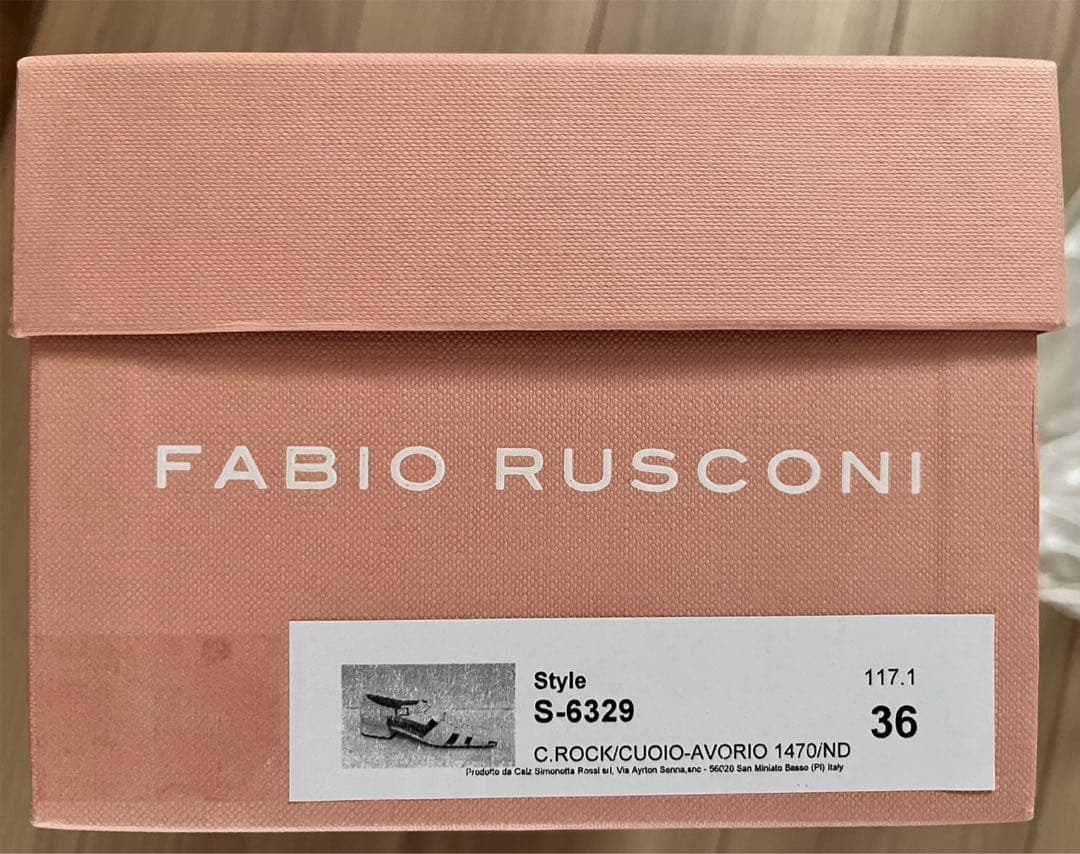 FABIO RUSCONI
Style
117.1
S-6329
36
C.ROCK/CUOIO-AVORIO 1470/ND
Prodotto da Calz Simonetta Rossi srl, Via Ayrton Senna,snc - 56020 San Miniato Basso (PI) Italy